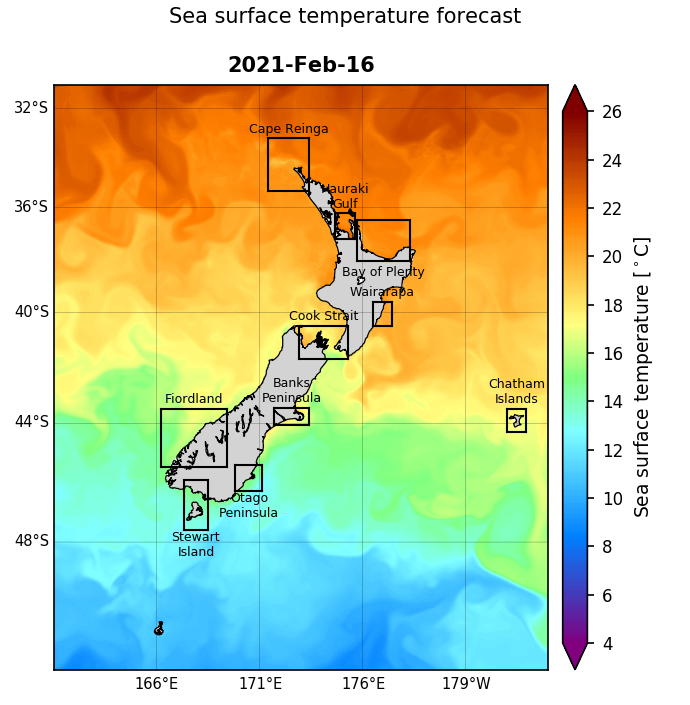 Sea surface temperature forecast
2021-Feb-16
32°S
36°S
40°S
44°S
48°S
Cape Reinga
Hauraki
Gulf
Bay of Plenty
Wairarapa
Cook Strait
Banks
Peninsula
Fiordland
Chatham
Islands
Otago
Peninsula
Stewart
Island
166°E
171°E
176°E
179°W
26
24
22
20
18
16
14
12
10
8
6
4
Sea surface temperature [°C]